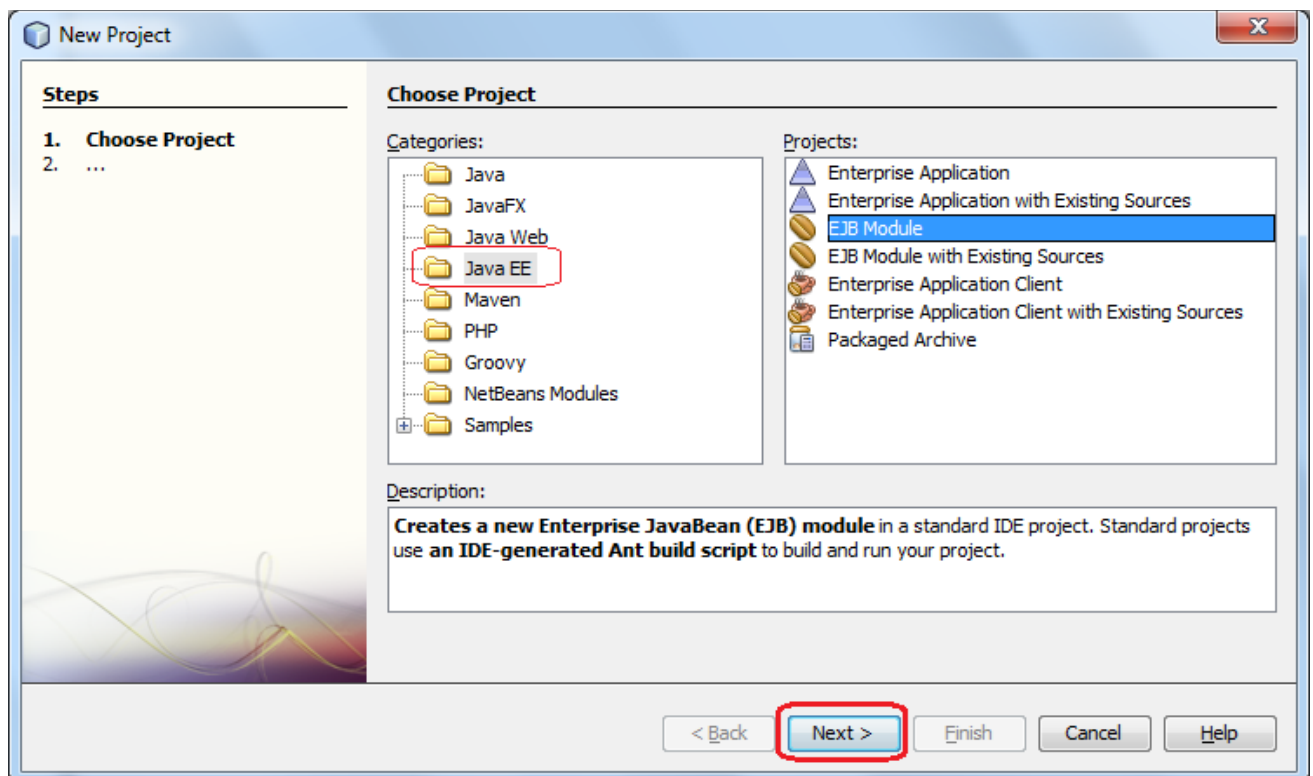 New Project
Steps
1. Choose Project
2. ...
Choose Project
Categories:
Java
JavaFX
Java Web
Java EE
Maven
PHP
Groovy
NetBeans Modules
Samples
Projects:
Enterprise Application
Enterprise Application with Existing Sources
EJB Module
EJB Module with Existing Sources
Enterprise Application Client
Enterprise Application Client with Existing Sources
Packaged Archive
Description:
Creates a new Enterprise JavaBean (EJB) module in a standard IDE project. Standard projects
use an IDE-generated Ant build script to build and run your project.
< Back Next > Finish Cancel Help